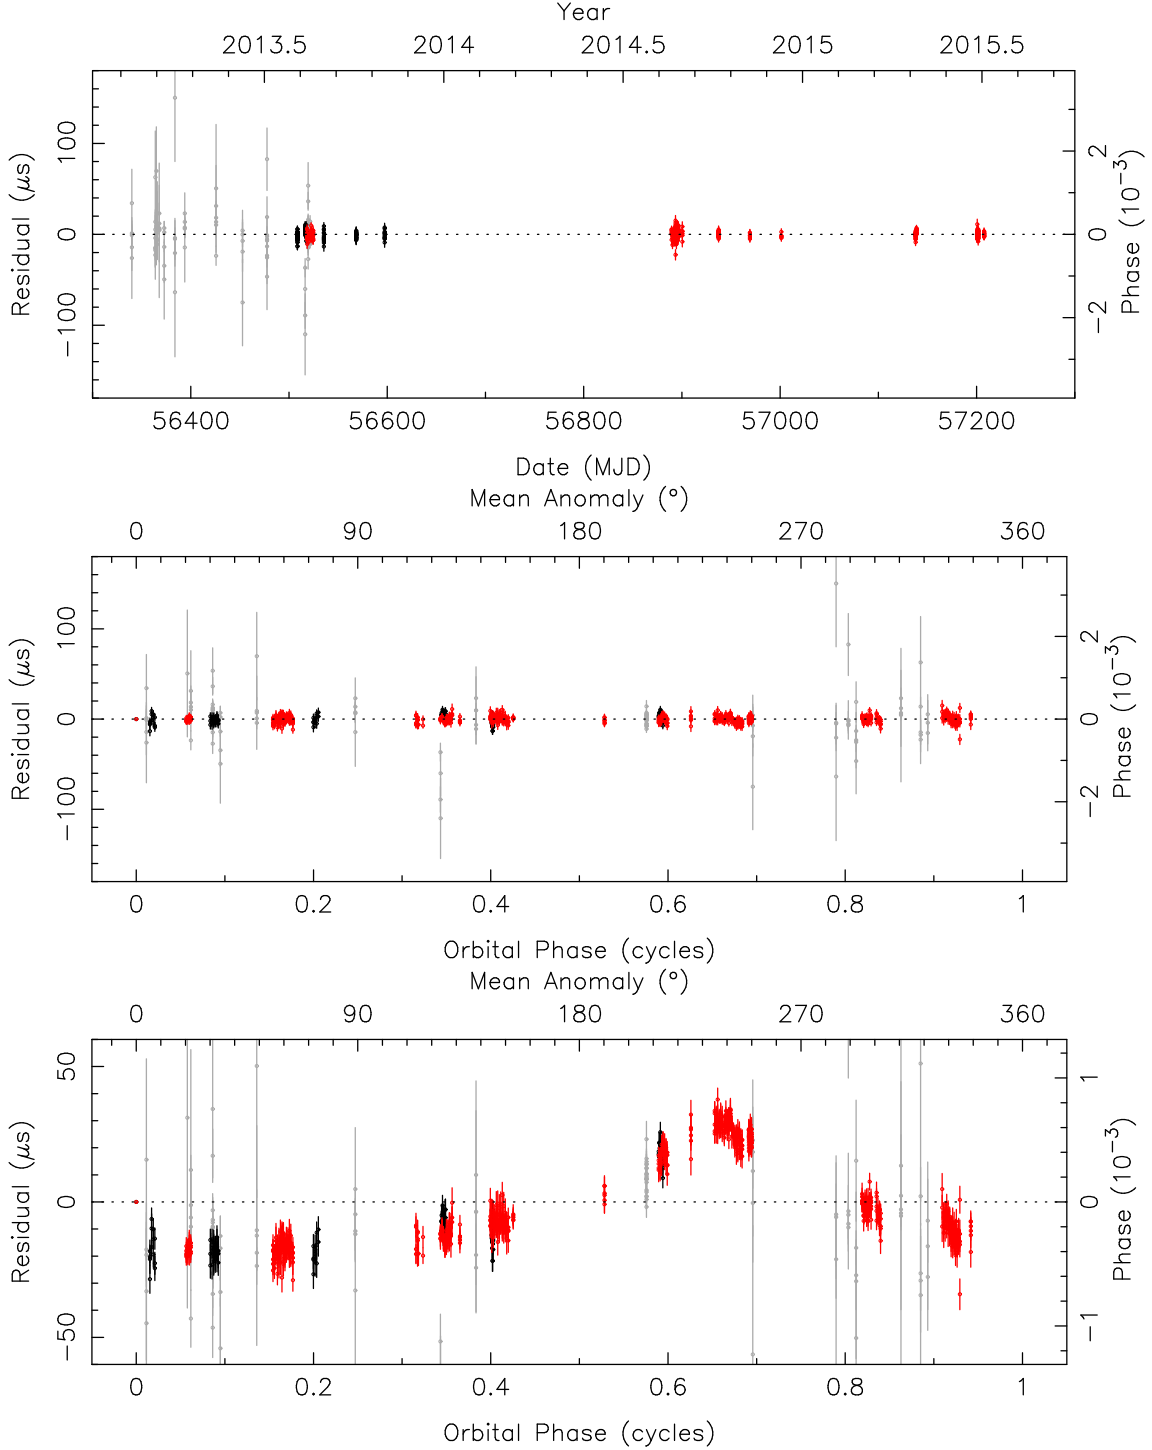 Year
2013.5 2014 2014.5 2015 2015.5
100
0
−100
Residual (μs)
2
0
−2
Phase (10⁻³)
56400 56600 56800 57000 57200
Date (MJD)
Mean Anomaly (°)
0 90 180 270 360
100
0
−100
Residual (μs)
2
0
−2
Phase (10⁻³)
0 0.2 0.4 0.6 0.8 1
Orbital Phase (cycles)
Mean Anomaly (°)
0 90 180 270 360
50
0
−50
Residual (μs)
1
0
−1
Phase (10⁻³)
0 0.2 0.4 0.6 0.8 1
Orbital Phase (cycles)